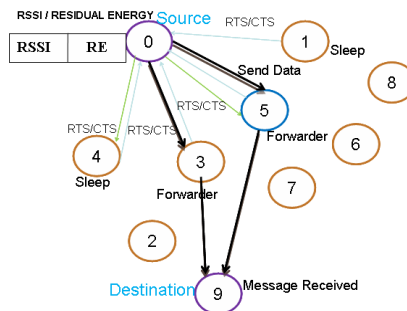 RSSI / RESIDUAL ENERGY
Source
RSSI RE
0
RTS/CTS
1
Sleep
Send Data
8
RTS/CTS
5
Forwarder
RTS/CTS
RTS/CTS
6
4
Sleep
3
Forwarder
7
2
Destination
9
Message Received